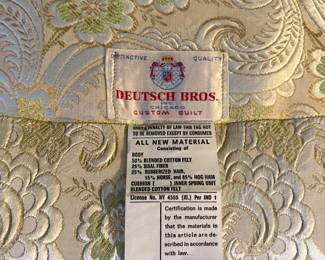 DISTINCTIVE QUALITY
DEUTSCH BROS.
INC.
CHICAGO
CUSTOM BUILT
UNDER PENALTY OF LAW THIS TAG NOT
TO BE REMOVED EXCEPT BY CONSUMER.
ALL NEW MATERIAL
Consisting of
BODY
50% BLENDED COTTON FELT
25% SISAL FIBER
25% RUBBERIZED HAIR,
15% HORSE, and 85% HOG HAIR
CUSHION ( ) INNER SPRING UNIT
BLENDED COTTON FELT
License No. NY 4565 (Ill.) Per IND 1
Certification is made
by the manufacturer
that the materials in
this article are de-
scribed in accordance
with law.